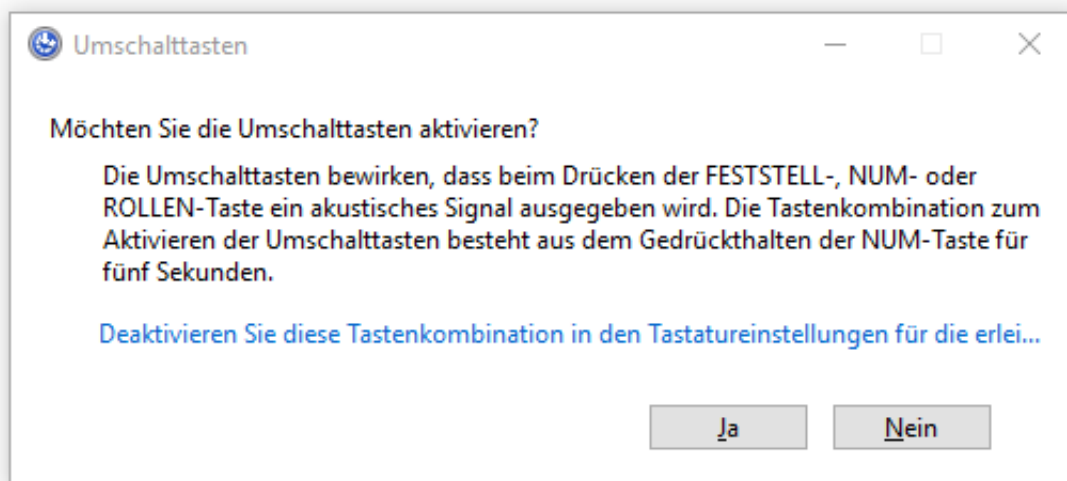 Umschalttasten
Möchten Sie die Umschalttasten aktivieren?
Die Umschalttasten bewirken, dass beim Drücken der FESTSTELL-, NUM- oder
ROLLEN-Taste ein akustisches Signal ausgegeben wird. Die Tastenkombination zum
Aktivieren der Umschalttasten besteht aus dem Gedrückthalten der NUM-Taste für
fünf Sekunden.
Deaktivieren Sie diese Tastenkombination in den Tastatureinstellungen für die erlei...
Ja Nein